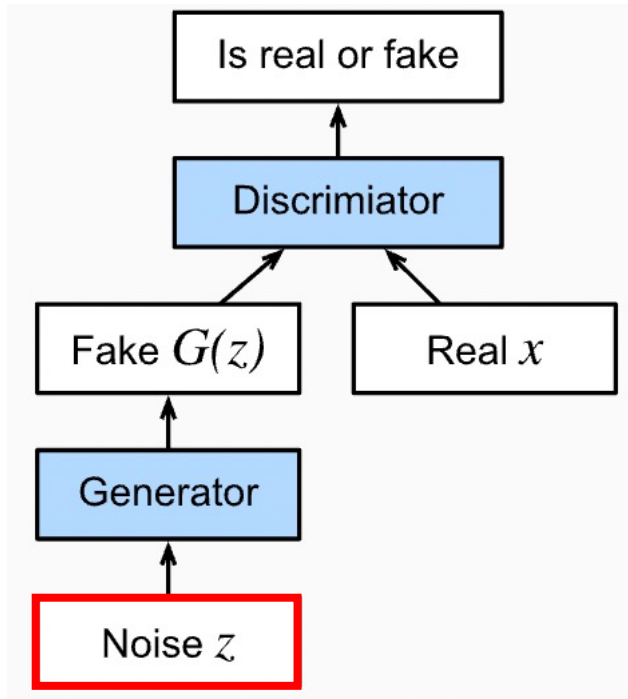 Is real or fake
Discrimiator
Fake G(z)
Real x
Generator
Noise z